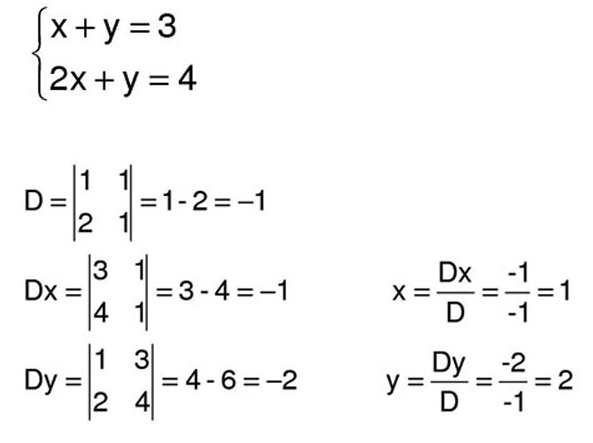 x + y = 3
2x + y = 4
D = |1 1| = 1 - 2 = –1
|2 1|
Dx = |3 1| = 3 - 4 = –1
|4 1|
x = Dx/D = -1/-1 = 1
Dy = |1 3| = 4 - 6 = –2
|2 4|
y = Dy/D = -2/-1 = 2